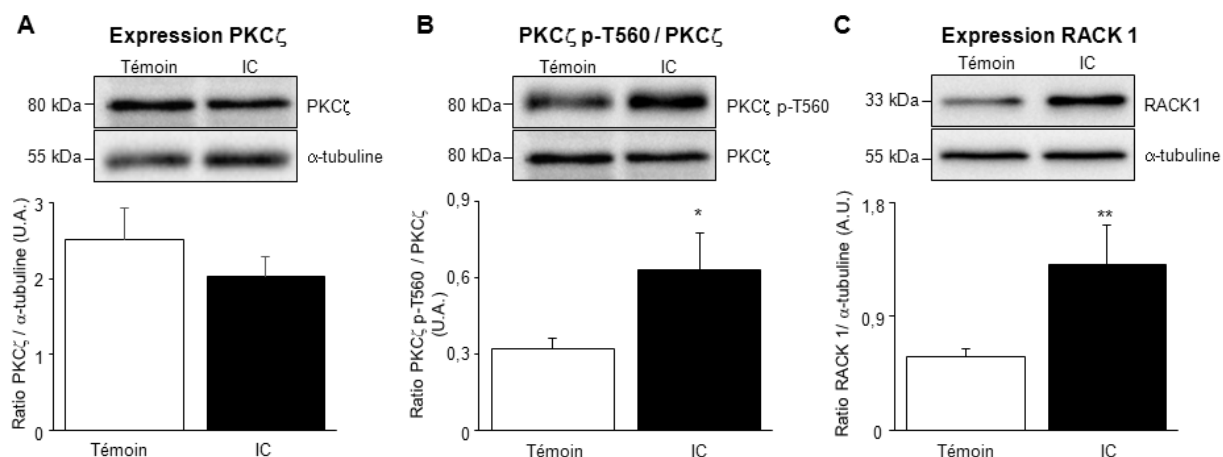 A
Expression PKCζ
Témoin IC
80 kDa PKCζ
55 kDa α-tubuline
Ratio PKCζ / α-tubuline (U.A.)
3
2
1
0
Témoin IC
B
PKCζ p-T560 / PKCζ
Témoin IC
80 kDa PKCζ p-T560
80 kDa PKCζ
Ratio PKCζ p-T560 / PKCζ
(U.A.)
0,9
*
0,6
0,3
0
Témoin IC
C
Expression RACK 1
Témoin IC
33 kDa RACK1
55 kDa α-tubuline
Ratio RACK 1/ α-tubuline (A.U.)
1,8
**
0,9
0
Témoin IC